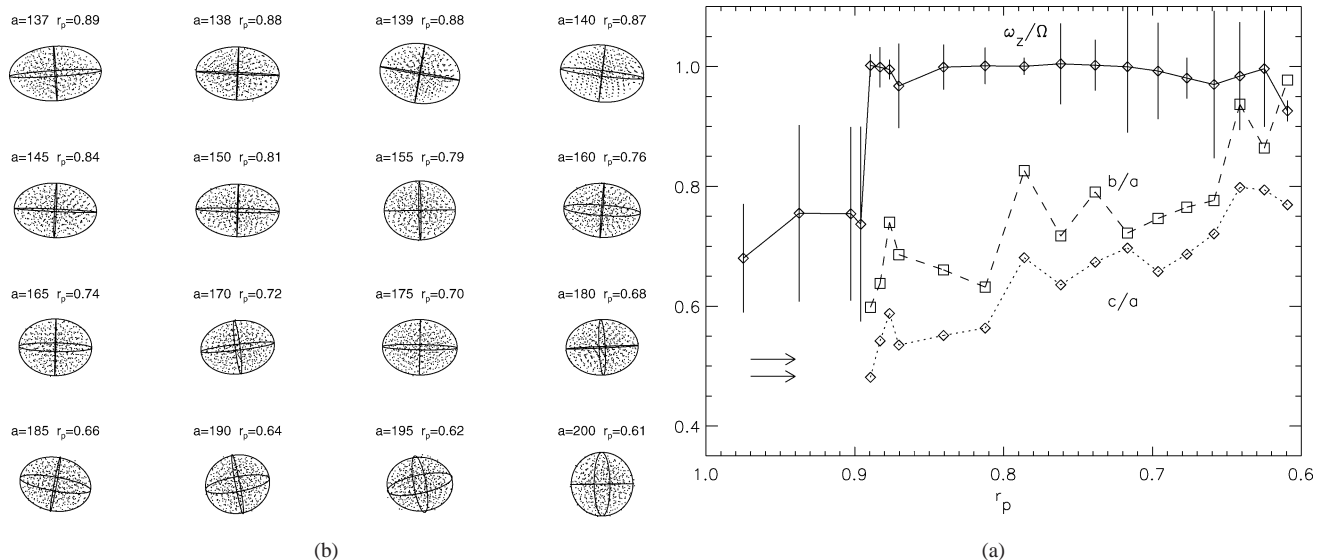 a=137 r_p=0.89 a=138 r_p=0.88 a=139 r_p=0.88 a=140 r_p=0.87
a=145 r_p=0.84 a=150 r_p=0.81 a=155 r_p=0.79 a=160 r_p=0.76
a=165 r_p=0.74 a=170 r_p=0.72 a=175 r_p=0.70 a=180 r_p=0.68
a=185 r_p=0.66 a=190 r_p=0.64 a=195 r_p=0.62 a=200 r_p=0.61
(b)
ω_z/Ω
1.0
b/a
0.8
c/a
0.6
0.4
1.0 0.9 0.8 0.7 0.6
r_p
(a)